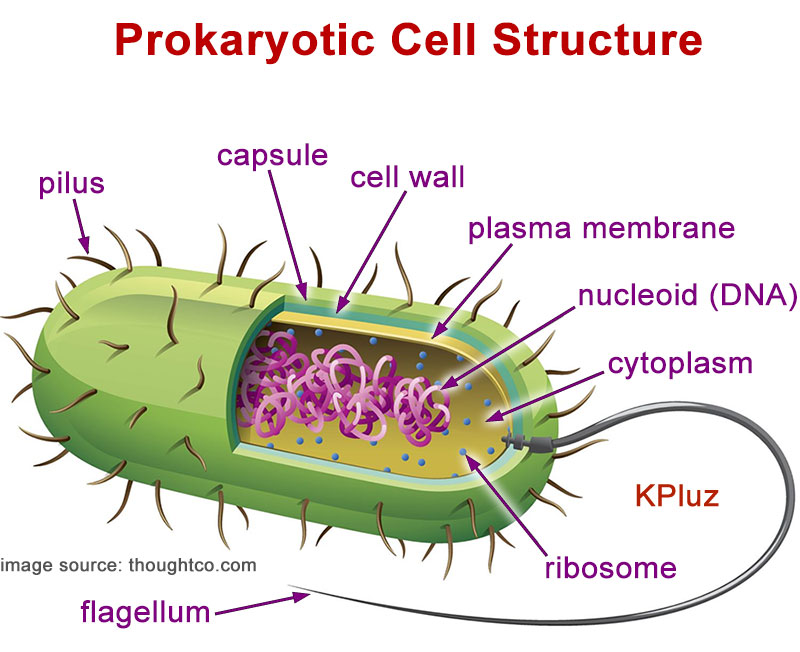 Prokaryotic Cell Structure
capsule
cell wall
pilus
plasma membrane
nucleoid (DNA)
cytoplasm
KPluz
image source: thoughtco.com
ribosome
flagellum